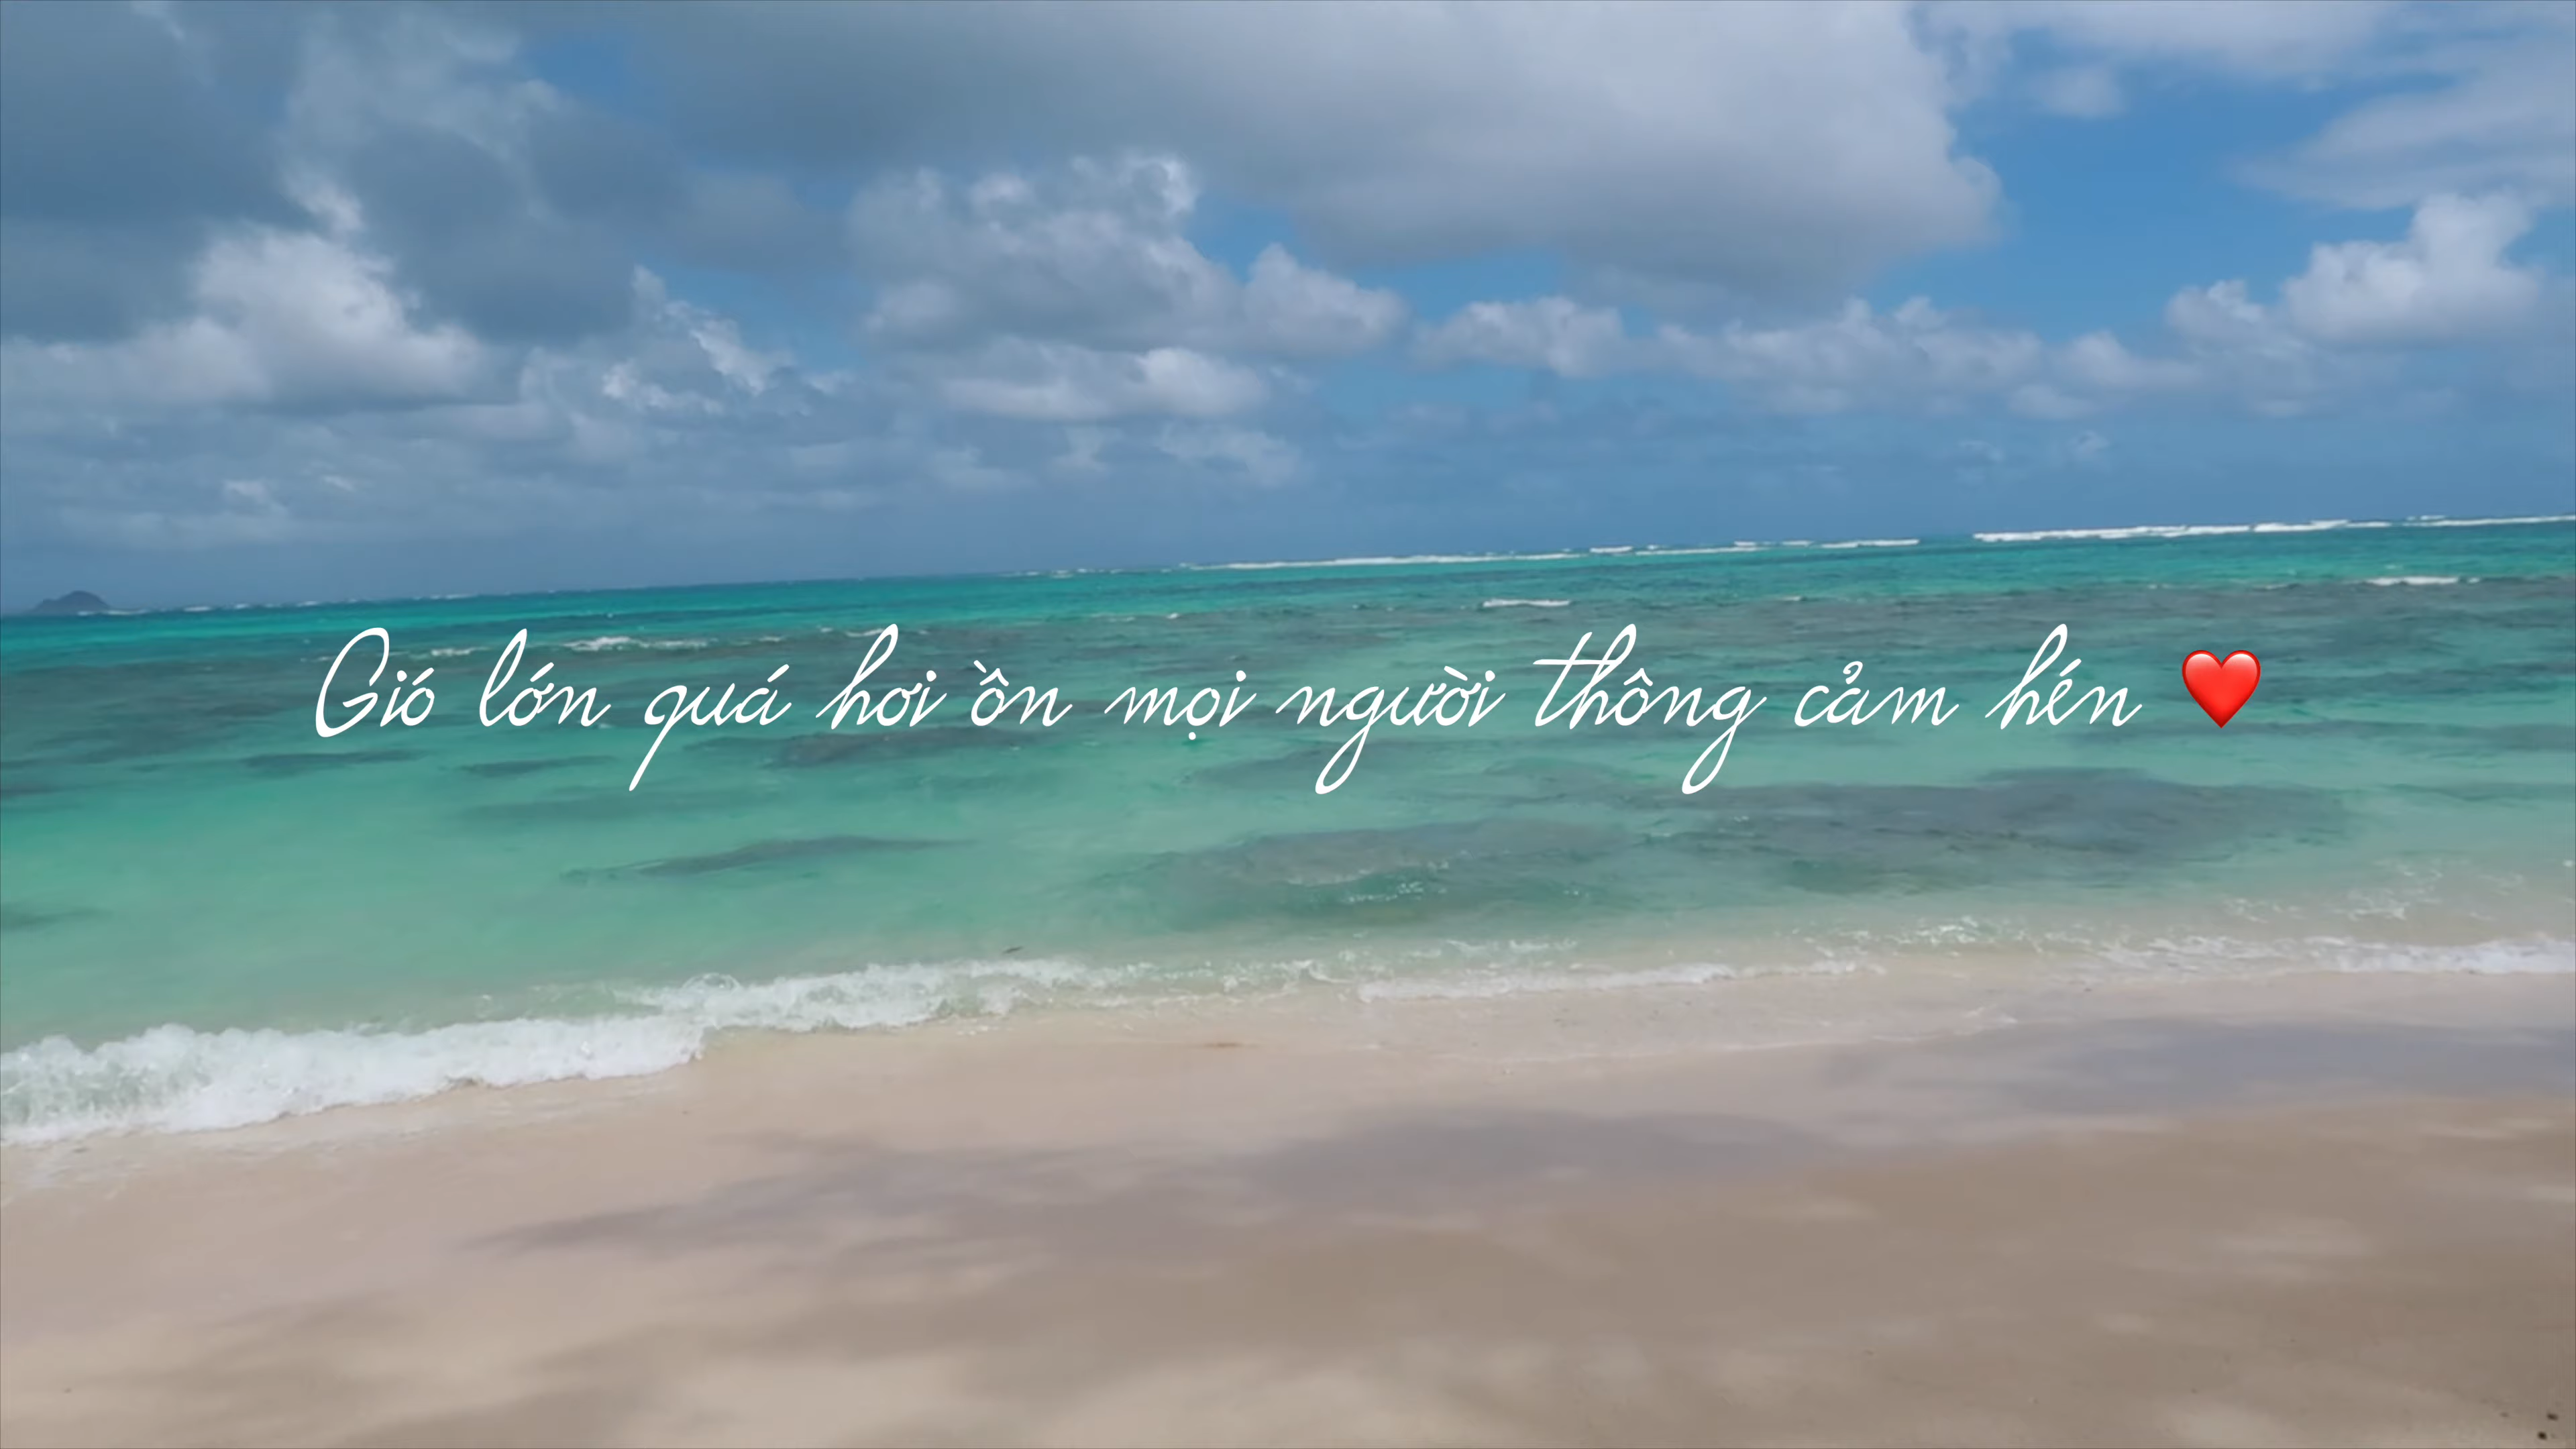 Gió lớn quá hơi ồn mọi người thông cảm hén ❤️